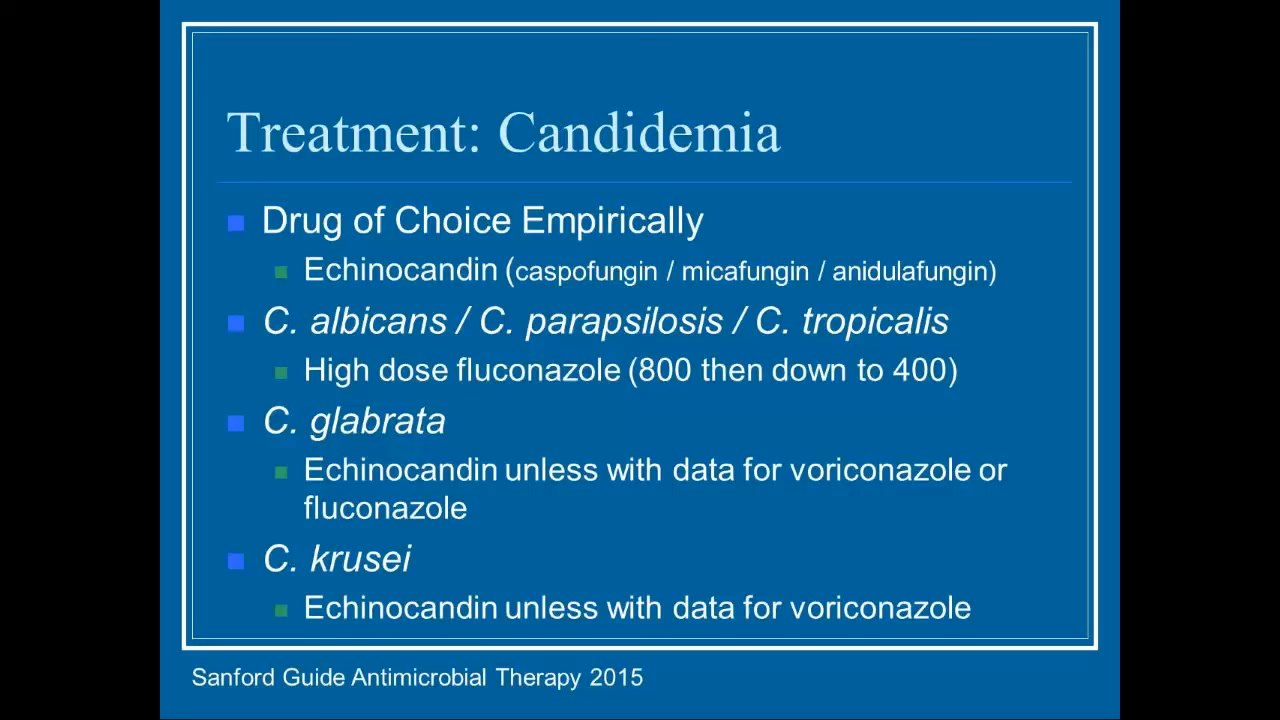 Treatment: Candidemia
Drug of Choice Empirically
Echinocandin (caspofungin / micafungin / anidulafungin)
C. albicans / C. parapsilosis / C. tropicalis
High dose fluconazole (800 then down to 400)
C. glabrata
Echinocandin unless with data for voriconazole or
fluconazole
C. krusei
Echinocandin unless with data for voriconazole
Sanford Guide Antimicrobial Therapy 2015